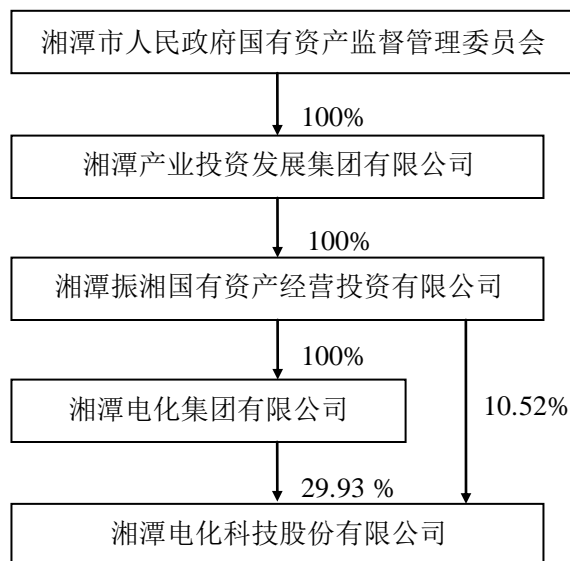 湘潭市人民政府国有资产监督管理委员会
100%
湘潭产业投资发展集团有限公司
100%
湘潭振湘国有资产经营投资有限公司
100%
湘潭电化集团有限公司
10.52%
29.93 %
湘潭电化科技股份有限公司